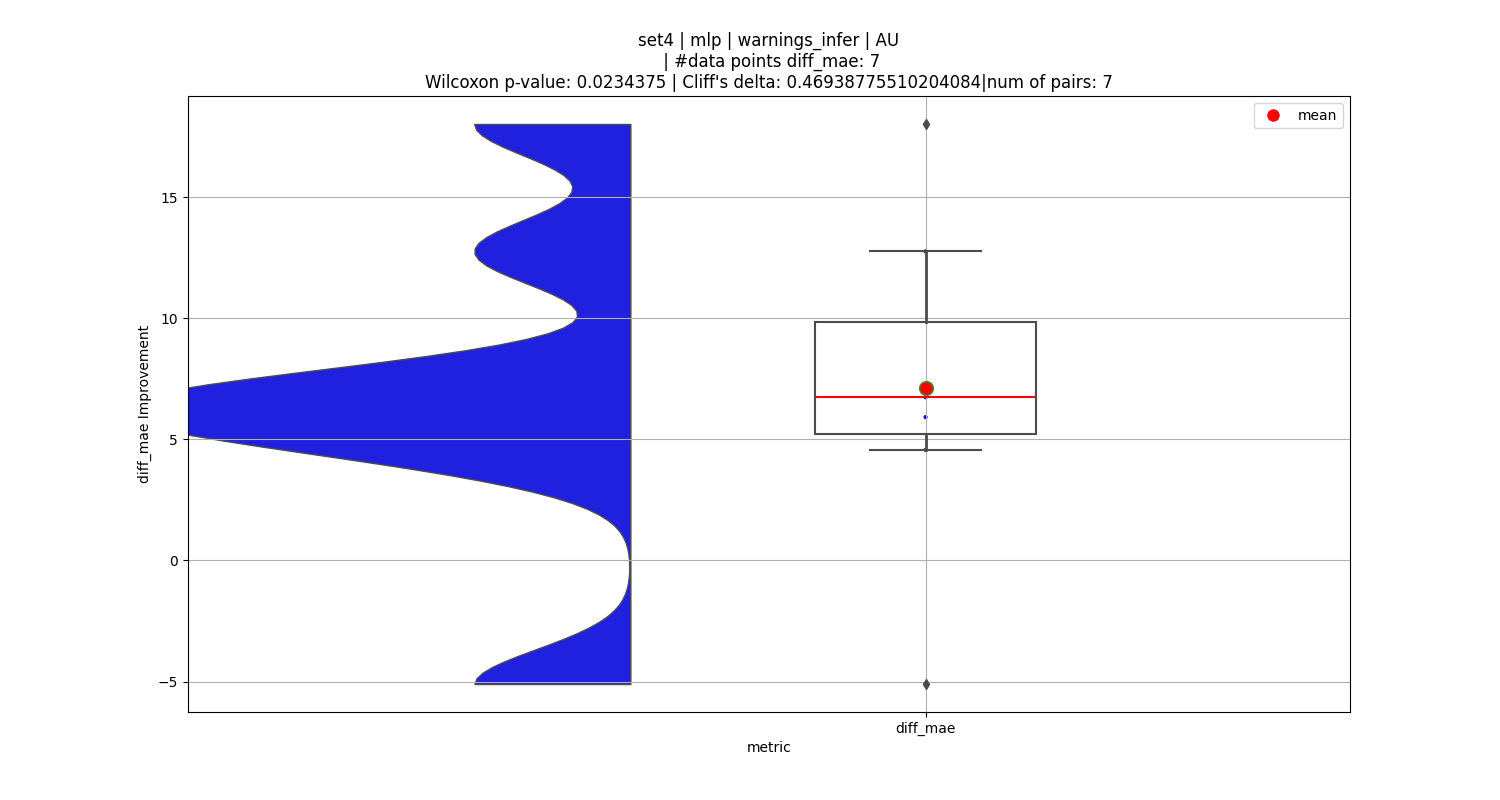 set4 | mlp | warnings_infer | AU
| #data points diff_mae: 7
Wilcoxon p-value: 0.0234375 | Cliff's delta: 0.46938775510204084|num of pairs: 7
mean
15
10
5
0
−5
diff_mae Improvement
diff_mae
metric